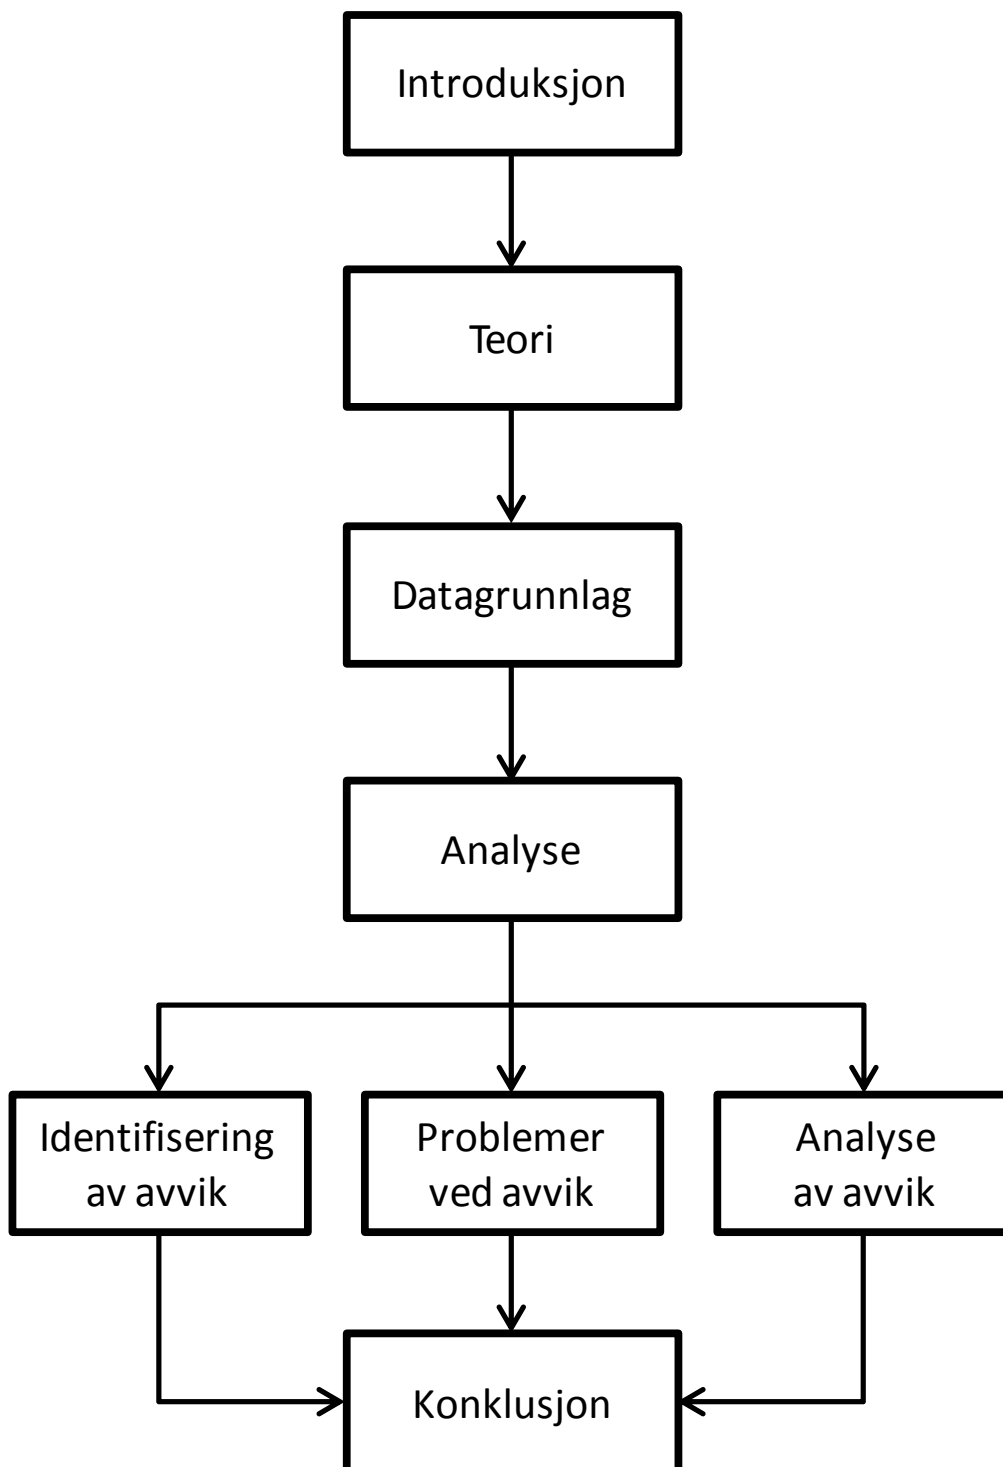 Introduksjon
Teori
Datagrunnlag
Analyse
Identifisering
av avvik
Problemer
ved avvik
Analyse
av avvik
Konklusjon